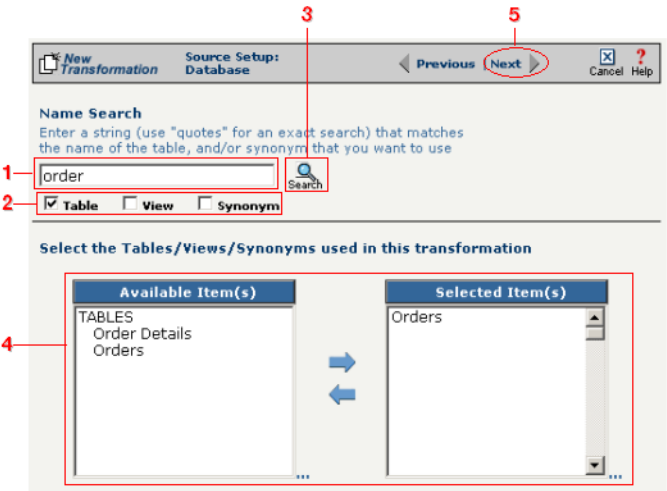 3 5
New Transformation Source Setup: Database Previous Next Cancel Help
Name Search
Enter a string (use "quotes" for an exact search) that matches
the name of the table, and/or synonym that you want to use
1 order Search
2 Table View Synonym
Select the Tables/Views/Synonyms used in this transformation
Available Item(s) Selected Item(s)
TABLES Orders
Order Details
4 Orders
... ...